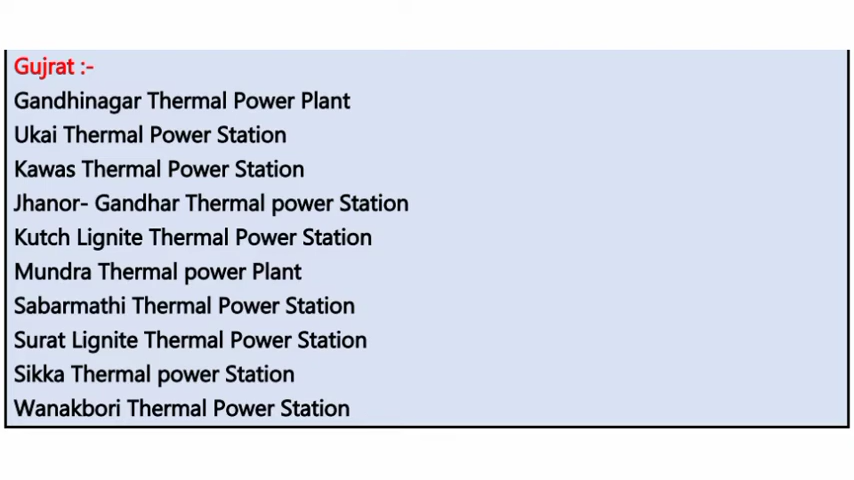 Gujrat :-
Gandhinagar Thermal Power Plant
Ukai Thermal Power Station
Kawas Thermal Power Station
Jhanor- Gandhar Thermal power Station
Kutch Lignite Thermal Power Station
Mundra Thermal power Plant
Sabarmathi Thermal Power Station
Surat Lignite Thermal Power Station
Sikka Thermal power Station
Wanakbori Thermal Power Station